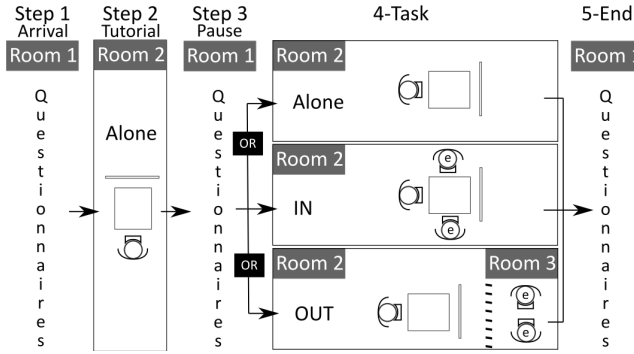 Step 1
Arrival
Room 1
Questionnaires
Step 2
Tutorial
Room 2
Alone
Step 3
Pause
Room 1
Questionnaires
OR
OR
4-Task
Room 2
Alone
Room 2
IN
e
e
Room 2
OUT
Room 3
e
e
5-End
Room
Questionnaires